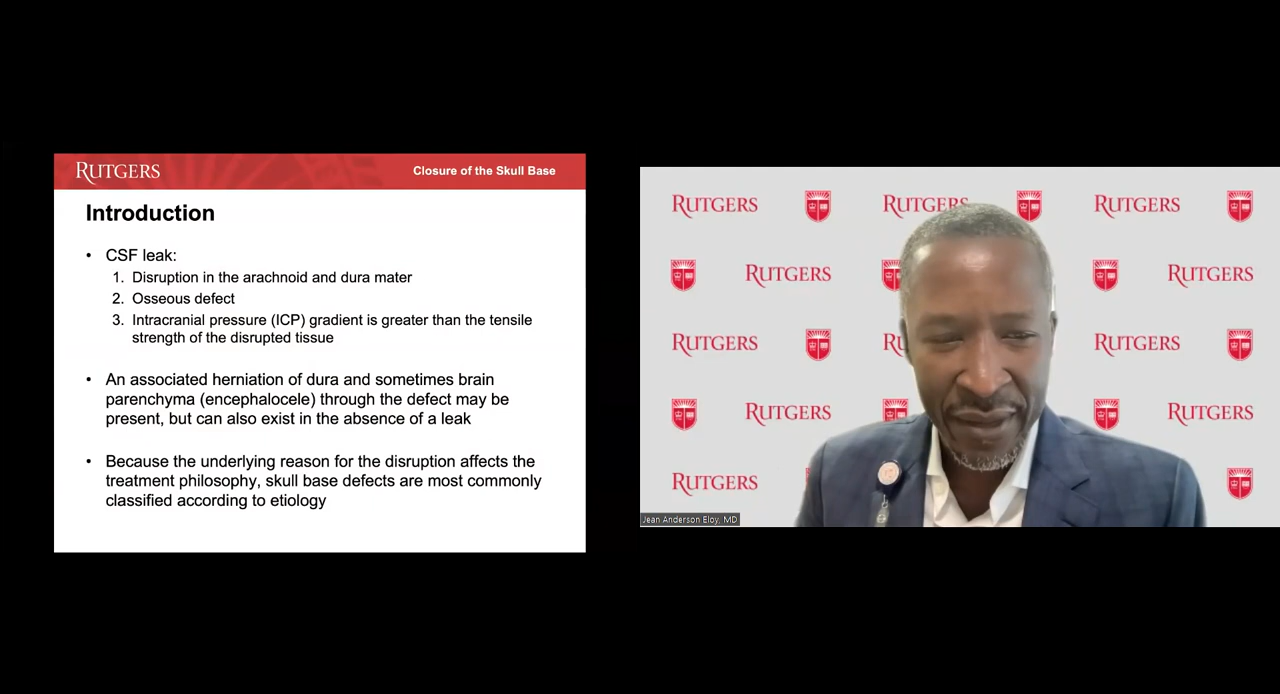 RUTGERS
Closure of the Skull Base
Introduction
• CSF leak:
1. Disruption in the arachnoid and dura mater
2. Osseous defect
3. Intracranial pressure (ICP) gradient is greater than the tensile
strength of the disrupted tissue
• An associated herniation of dura and sometimes brain
parenchyma (encephalocele) through the defect may be
present, but can also exist in the absence of a leak
• Because the underlying reason for the disruption affects the
treatment philosophy, skull base defects are most commonly
classified according to etiology
RUTGERS RUTGERS RUTGERS
RUTGERS RUTGERS
RUTGERS RUTGERS
RUTGERS RUTGERS
RUTGERS RUTGERS
Jean Anderson Eloy, MD